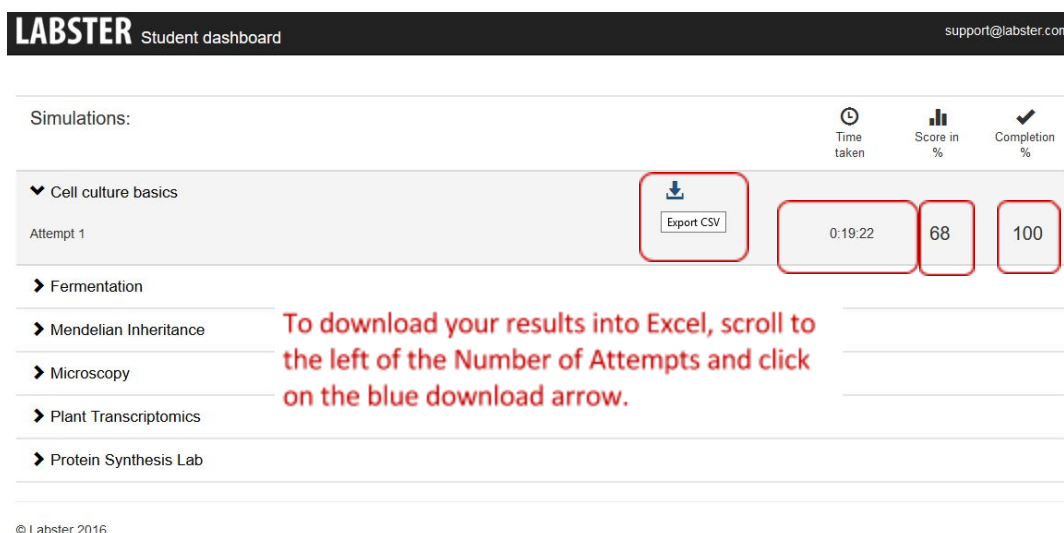 LABSTER Student dashboard
support@labster.com
Simulations:
Time
taken
Score in
%
Completion
%
Cell culture basics
Export CSV
Attempt 1
0:19:22
68
100
Fermentation
Mendelian Inheritance
Microscopy
Plant Transcriptomics
Protein Synthesis Lab
To download your results into Excel, scroll to
the left of the Number of Attempts and click
on the blue download arrow.
© Labster 2016